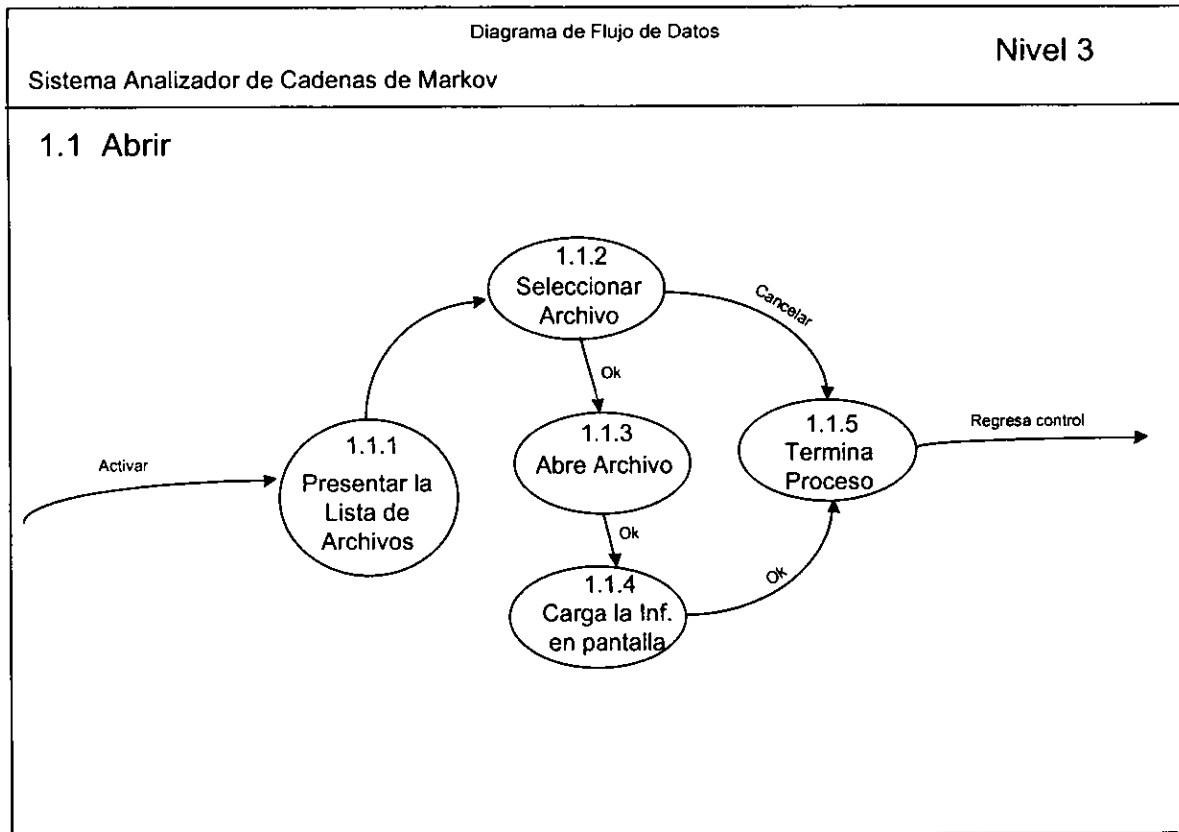 Diagrama de Flujo de Datos
Nivel 3
Sistema Analizador de Cadenas de Markov
1.1 Abrir
1.1.2
Seleccionar
Archivo
Cancelar
Ok
1.1.1
Presentar la
Lista de
Archivos
Activar
1.1.3
Abre Archivo
1.1.5
Termina
Proceso
Regresa control
Ok
1.1.4
Carga la Inf.
en pantalla
Ok